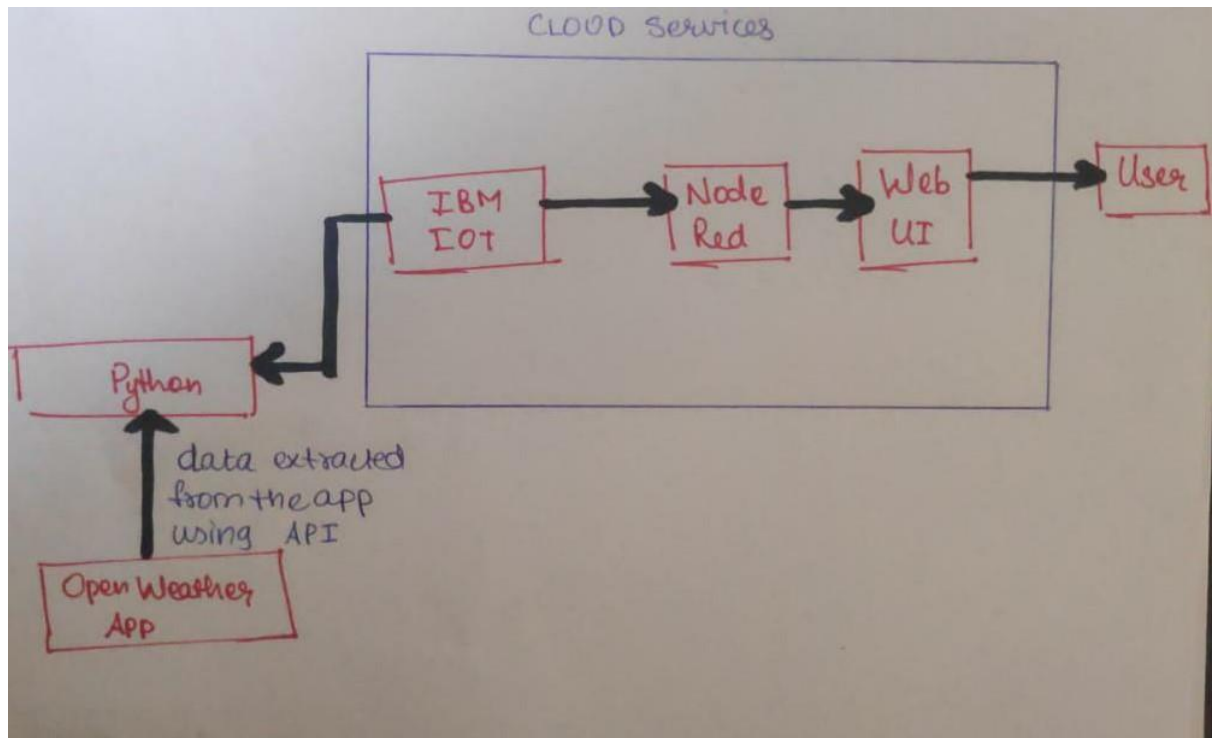 CLOUD Services
IBM
IOT
Node
Red
Web
UI
User
Python
data extracted
from the app
using API
Open Weather
App